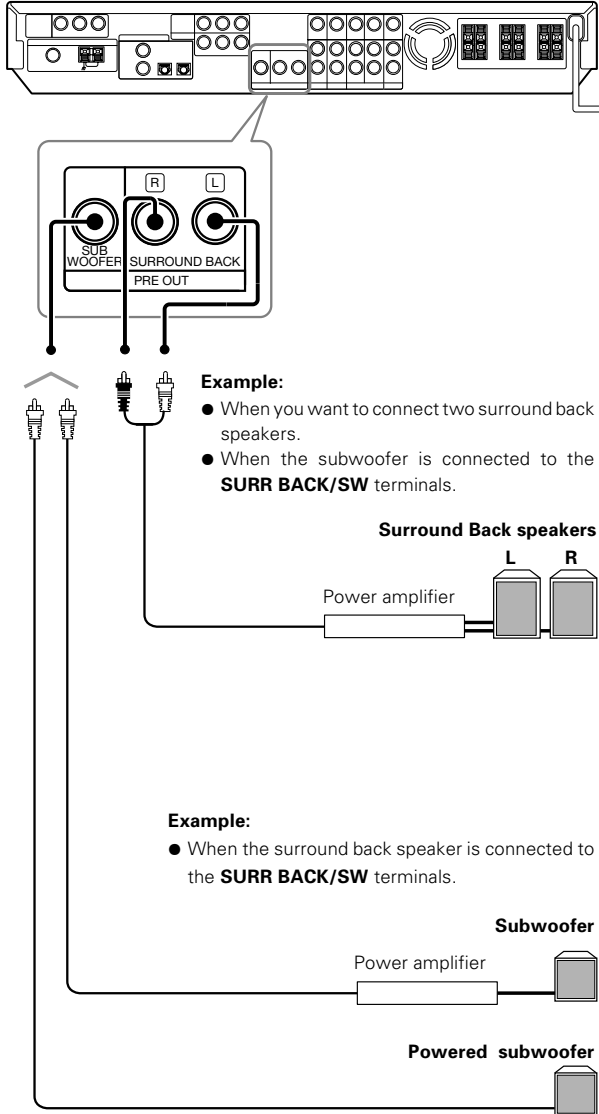 R L
SUB
WOOFER SURROUND BACK
PRE OUT
Example:
● When you want to connect two surround back
speakers.
● When the subwoofer is connected to the
SURR BACK/SW terminals.
Surround Back speakers
L R
Power amplifier
Example:
● When the surround back speaker is connected to
the SURR BACK/SW terminals.
Subwoofer
Power amplifier
Powered subwoofer